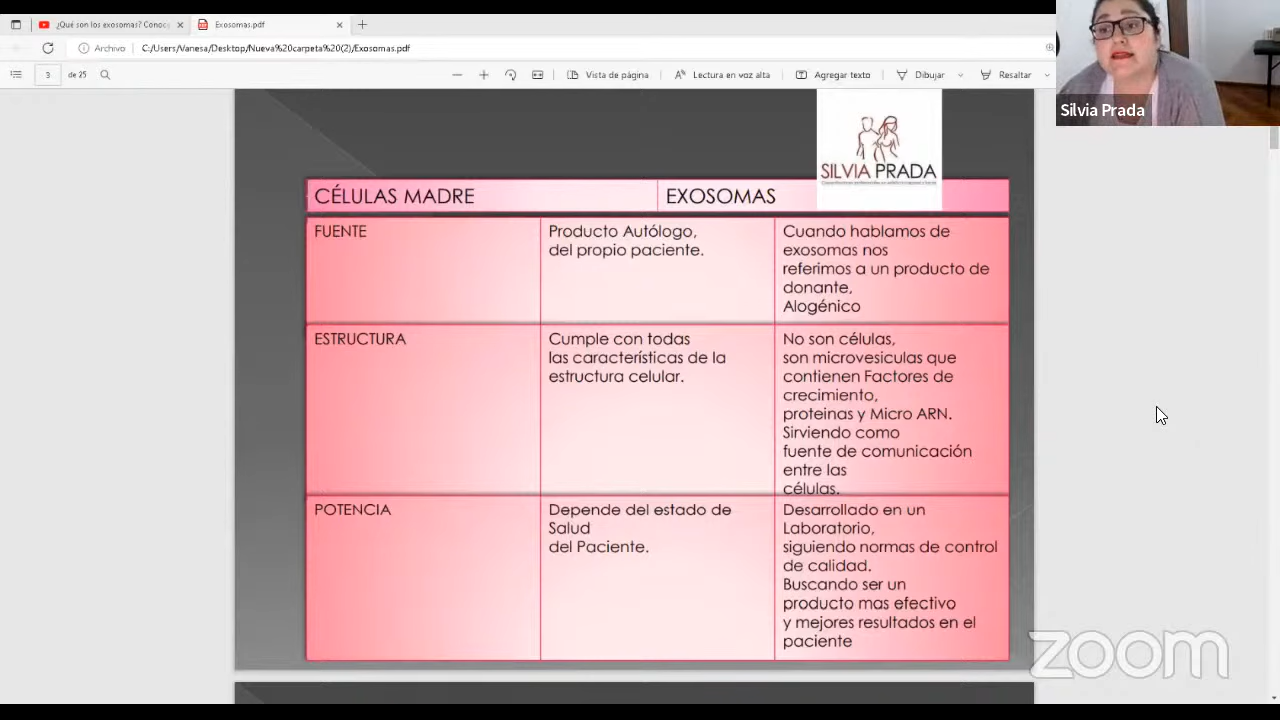 ¿Qué son los exosomas? Conoce
Exosomas.pdf
Archivo
C:/Users/Vanesa/Desktop/Nueva%20carpeta%20(2)/Exosomas.pdf
3
de 25
Vista de página
Lectura en voz alta
Agregar texto
Dibujar
Resaltar
Silvia Prada
SILVIA PRADA
CÉLULAS MADRE
EXOSOMAS
FUENTE
Producto Autólogo,
del propio paciente.
Cuando hablamos de
exosomas nos
referimos a un producto de
donante,
Alogénico
ESTRUCTURA
Cumple con todas
las características de la
estructura celular.
No son células,
son microvesiculas que
contienen Factores de
crecimiento,
proteinas y Micro ARN.
Sirviendo como
fuente de comunicación
entre las
células.
POTENCIA
Depende del estado de
Salud
del Paciente.
Desarrollado en un
Laboratorio,
siguiendo normas de control
de calidad.
Buscando ser un
producto mas efectivo
y mejores resultados en el
paciente
zoom